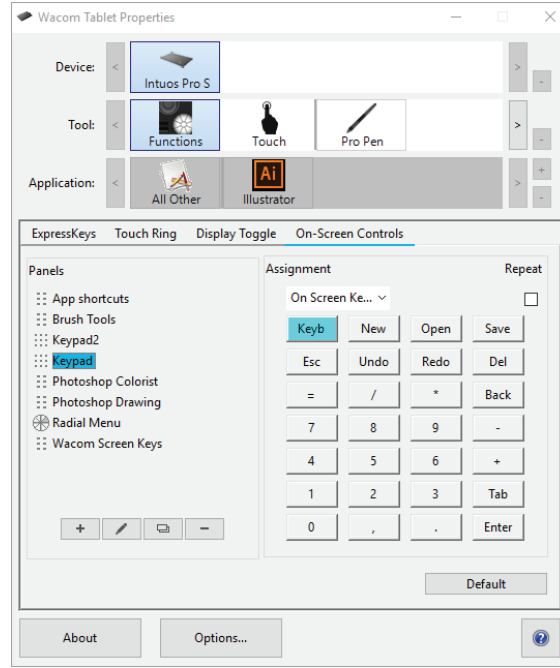 Wacom Tablet Properties
Device:
<
Intuos Pro S
>
-
Tool:
<
Functions
Touch
Pro Pen
>
-
Application:
<
All Other
Ai
Illustrator
>
+
-
ExpressKeys Touch Ring Display Toggle On-Screen Controls
Panels
App shortcuts
Brush Tools
Keypad2
Keypad
Photoshop Colorist
Photoshop Drawing
Radial Menu
Wacom Screen Keys
+ -
Assignment Repeat
On Screen Ke...
Keyb New Open Save
Esc Undo Redo Del
= / * Back
7 8 9 -
4 5 6 +
1 2 3 Tab
0 , . Enter
Default
About Options... ?